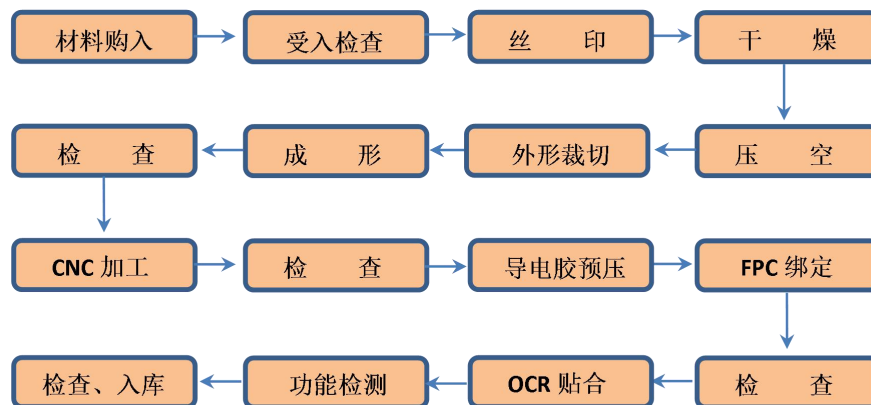 材料购入 受入检查 丝 印 干 燥
检 查 成 形 外形裁切 压 空
CNC 加工 检 查 导电胶预压 FPC 绑定
检查、入库 功能检测 OCR 贴合 检 查